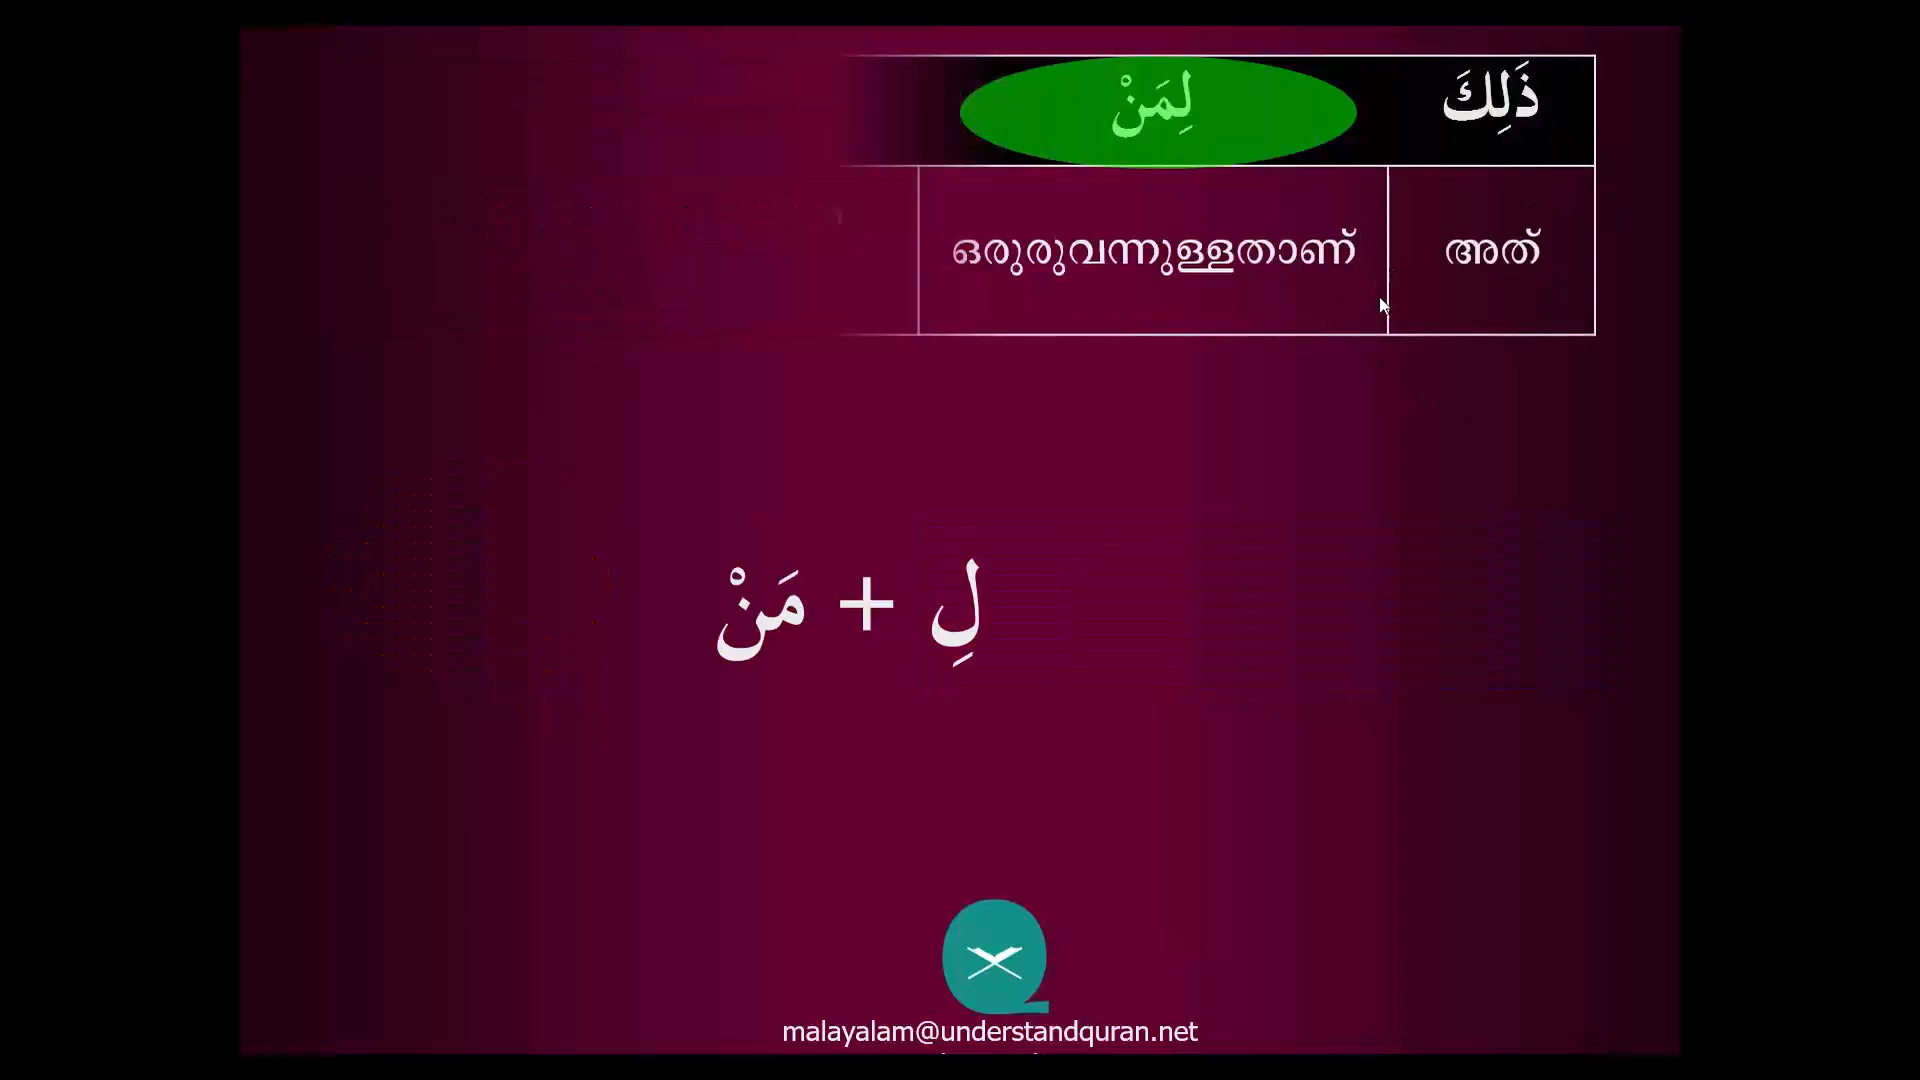 ذَلِكَ لِمَنْ
അത് ഒരുരുവന്നുള്ളതാണ്
لِ + مَنْ
malayalam@understandquran.net